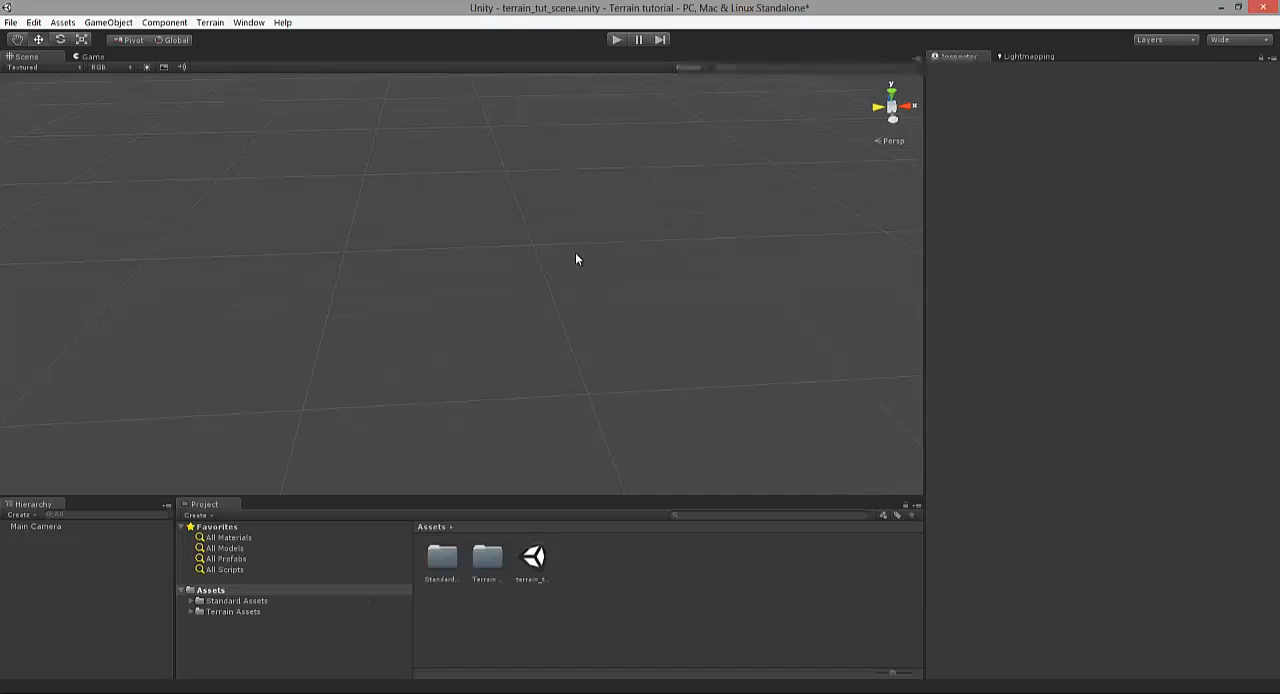 Unity - terrain_tut_scene.unity - Terrain tutorial - PC, Mac & Linux Standalone*
File Edit Assets GameObject Component Terrain Window Help
Pivot Global Layers Wide
Scene Game Inspector Lightmapping
Textured RGB
y
x
Persp
Hierarchy Project
Create All Create
Main Camera
Favorites
All Materials
All Models
All Prefabs
All Scripts
Assets
Standard Assets
Terrain Assets
Assets
Standard... Terrain ... terrain_t...